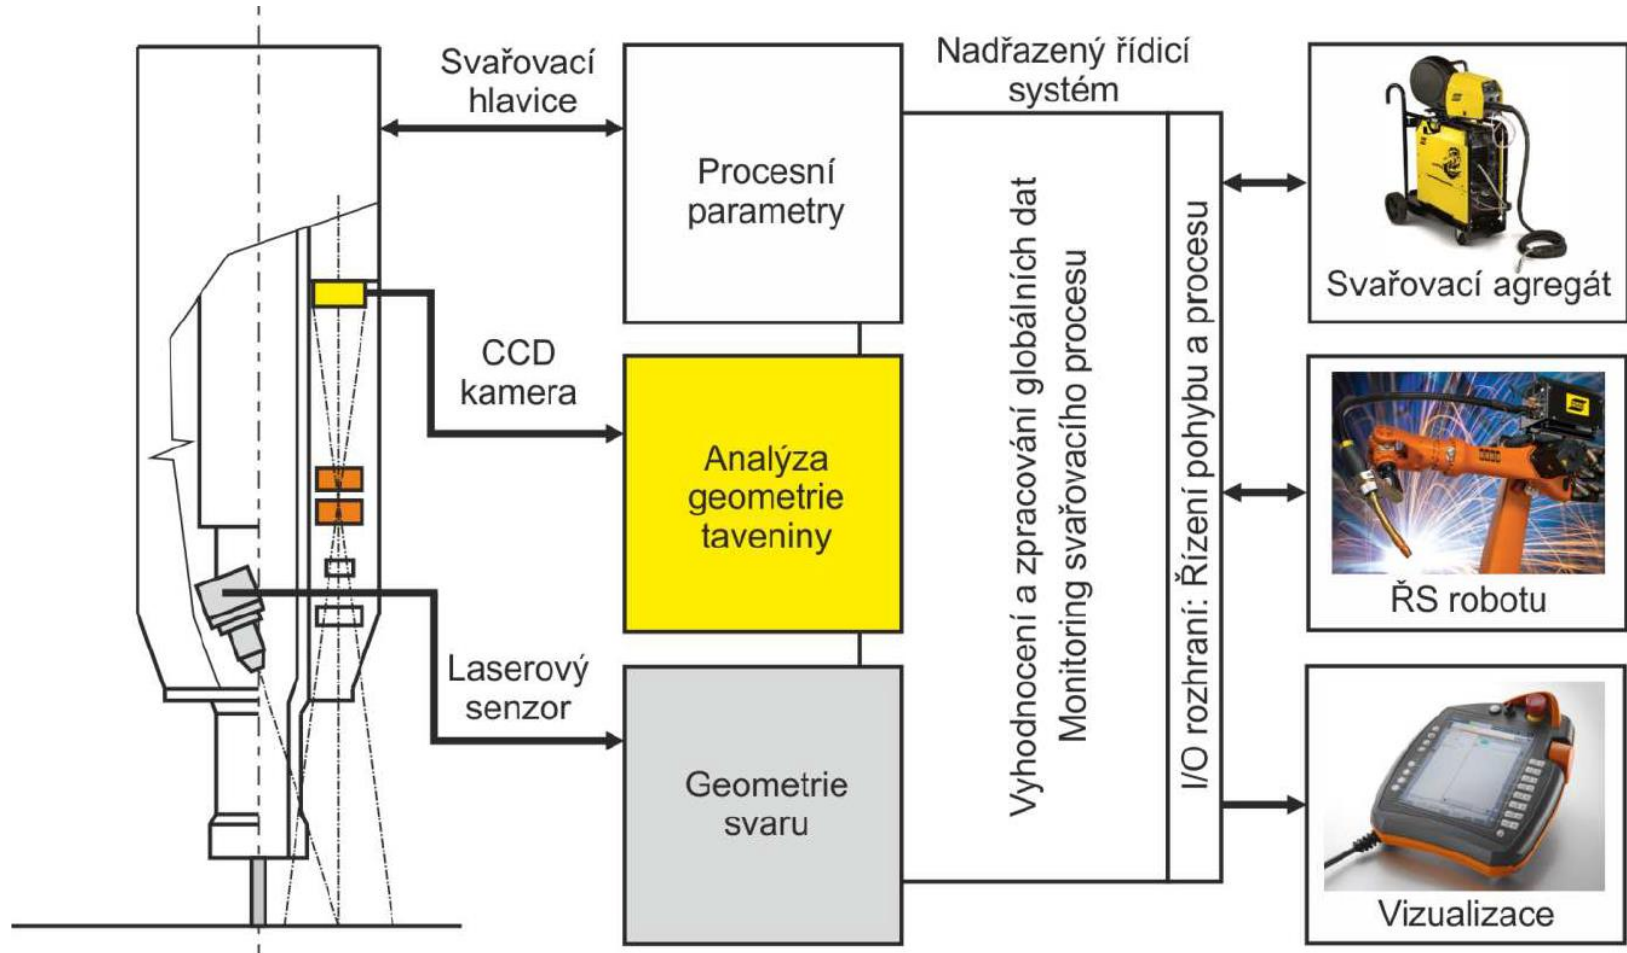 Svařovací
hlavice
Procesní
parametry
Nadřazený řídicí
systém
Svařovací agregát
CCD
kamera
Analýza
geometrie
taveniny
Vyhodnocení a zpracování globálních dat
Monitoring svařovacího procesu
I/O rozhraní: Řízení pohybu a procesu
ŘS robotu
Laserový
senzor
Geometrie
svaru
Vizualizace